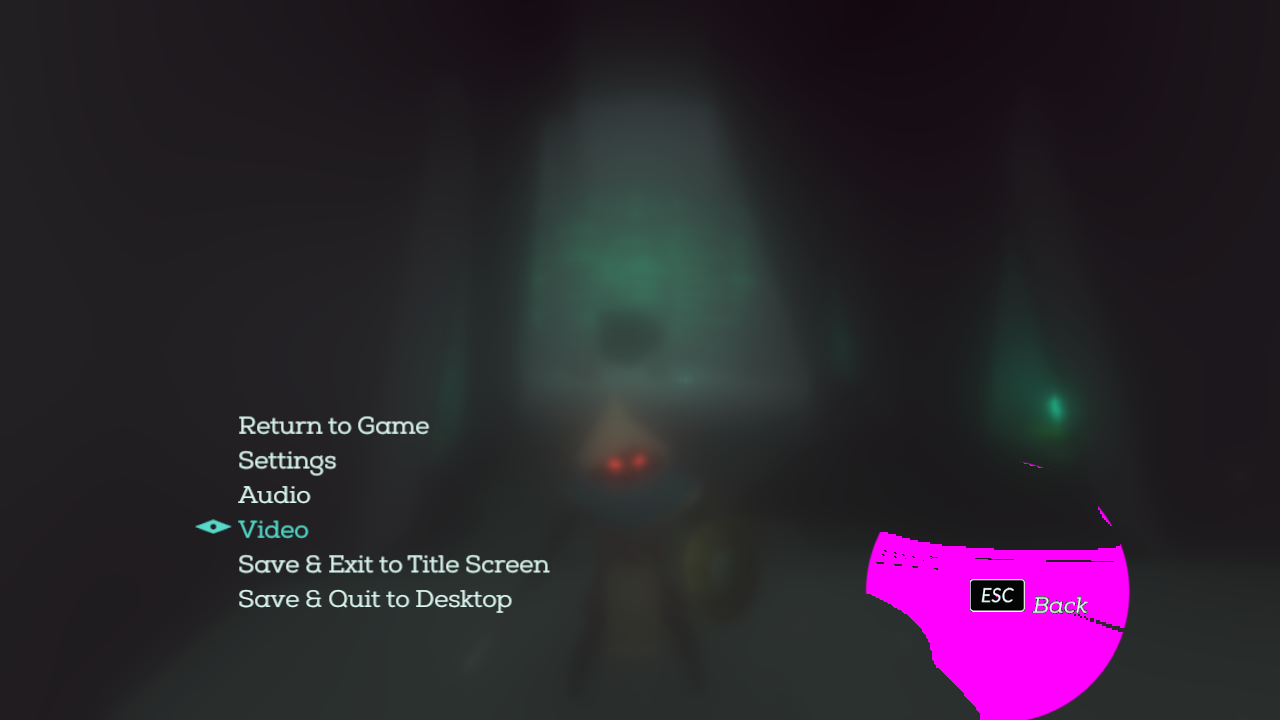 Return to Game
Settings
Audio
Video
Save & Exit to Title Screen
Save & Quit to Desktop
ESC Back